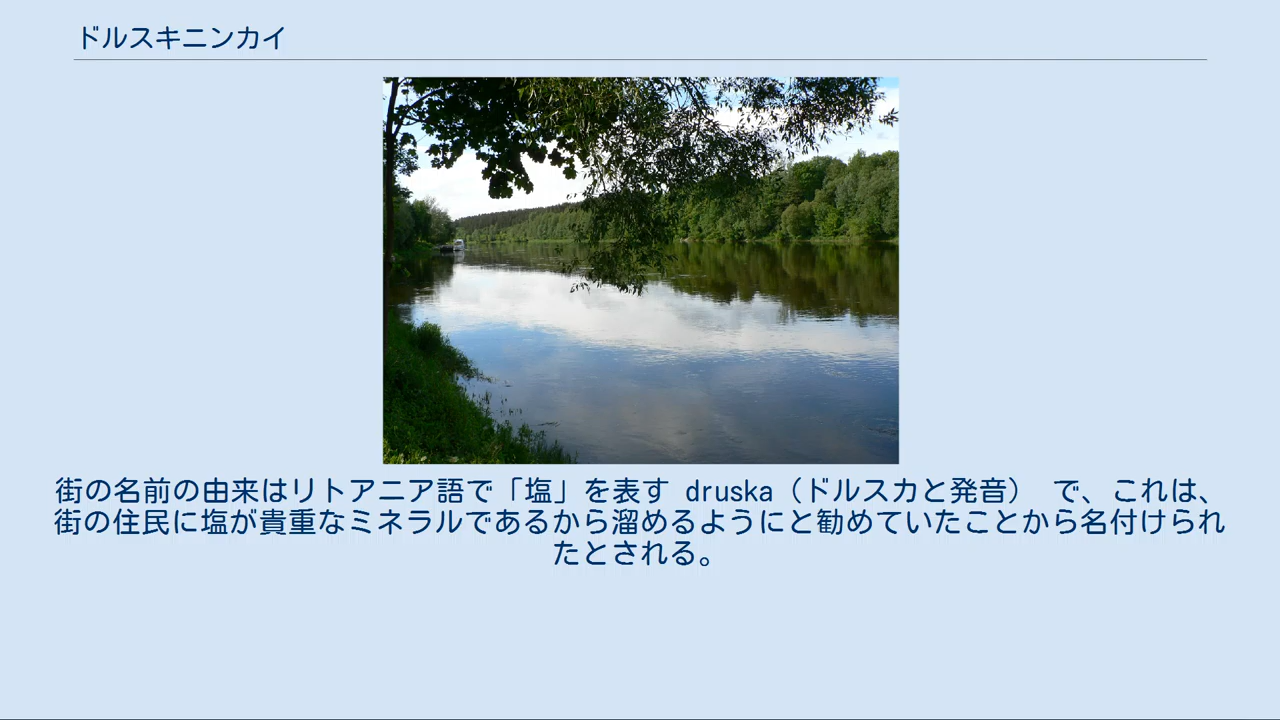 ドルスキニンカイ
街の名前の由来はリトアニア語で「塩」を表す druska（ドルスカと発音） で、これは、
街の住民に塩が貴重なミネラルであるから溜めるようにと勧めていたことから名付けられ
たとされる。